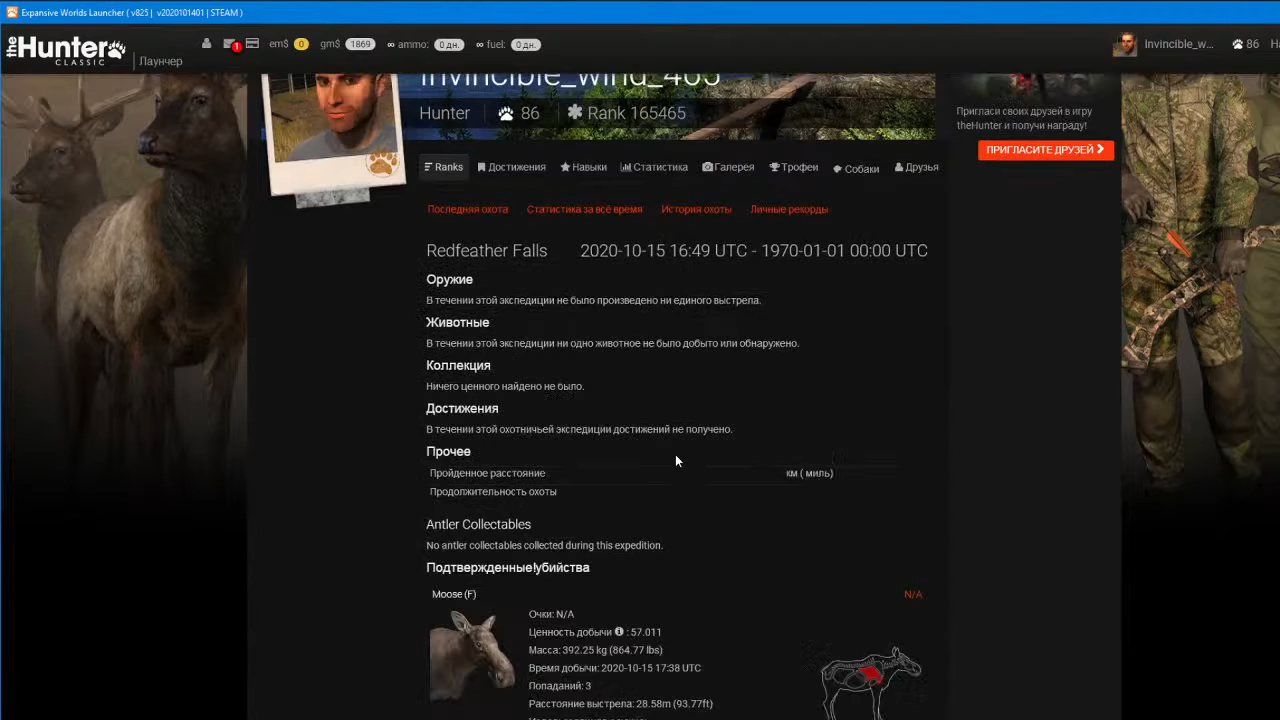 Expansive Worlds Launcher ( v825 | v2020101401 | STEAM )
theHunter CLASSIC Лаунчер 1 em$ 0 gm$ 1869 ∞ ammo: 0 дн. ∞ fuel: 0 дн. Invincible_w... 86
Invincible_wind_465
Hunter 86 Rank 165465
Пригласи своих друзей в игру
theHunter и получи награду!
ПРИГЛАСИТЕ ДРУЗЕЙ
Ranks Достижения Навыки Статистика Галерея Трофеи Собаки Друзья
Последняя охота Статистика за всё время История охоты Личные рекорды
Redfeather Falls 2020-10-15 16:49 UTC - 1970-01-01 00:00 UTC
Оружие
В течении этой экспедиции не было произведено ни единого выстрела.
Животные
В течении этой экспедиции ни одно животное не было добыто или обнаружено.
Коллекция
Ничего ценного найдено не было.
Достижения
В течении этой охотничьей экспедиции достижений не получено.
Прочее
Пройденное расстояние км ( миль)
Продолжительность охоты
Antler Collectables
No antler collectables collected during this expedition.
Подтвержденные!убийства
Moose (F) N/A
Очки: N/A
Ценность добычи : 57.011
Масса: 392.25 kg (864.77 lbs)
Время добычи: 2020-10-15 17:38 UTC
Попаданий: 3
Расстояние выстрела: 28.58m (93.77ft)